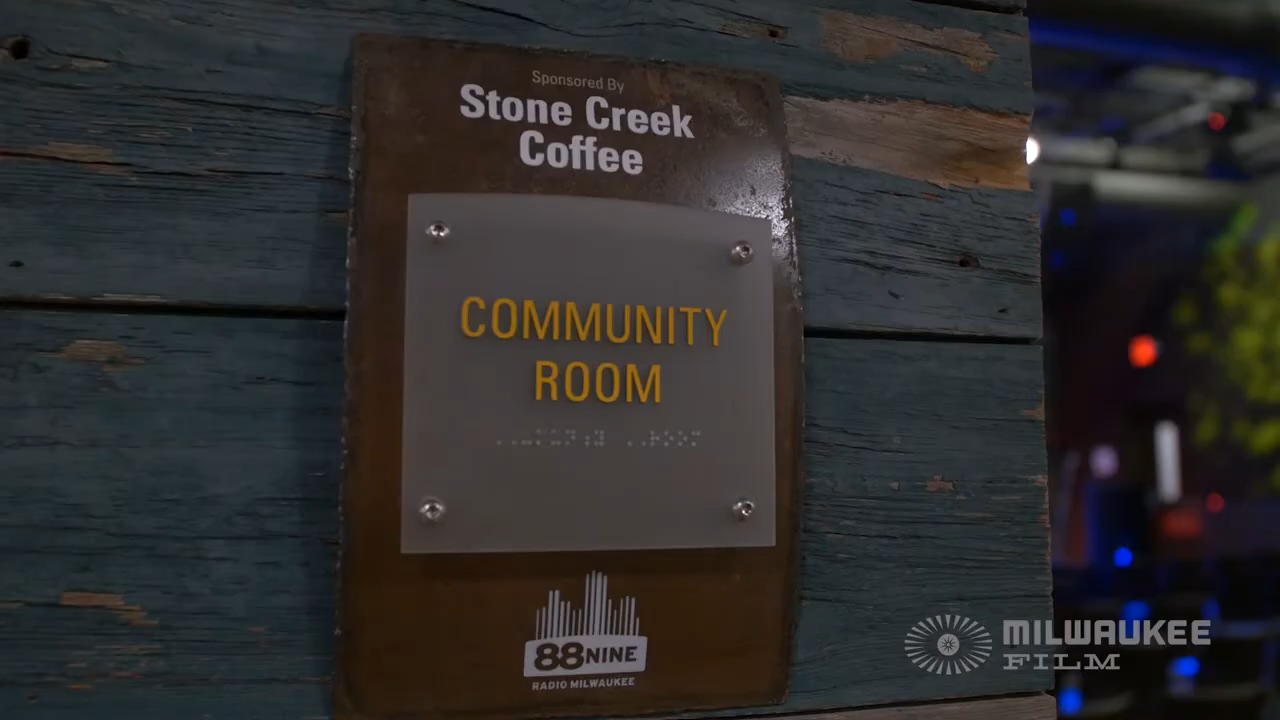 Sponsored By
Stone Creek
Coffee
COMMUNITY
ROOM
88NINE
RADIO MILWAUKEE
MILWAUKEE
FILM